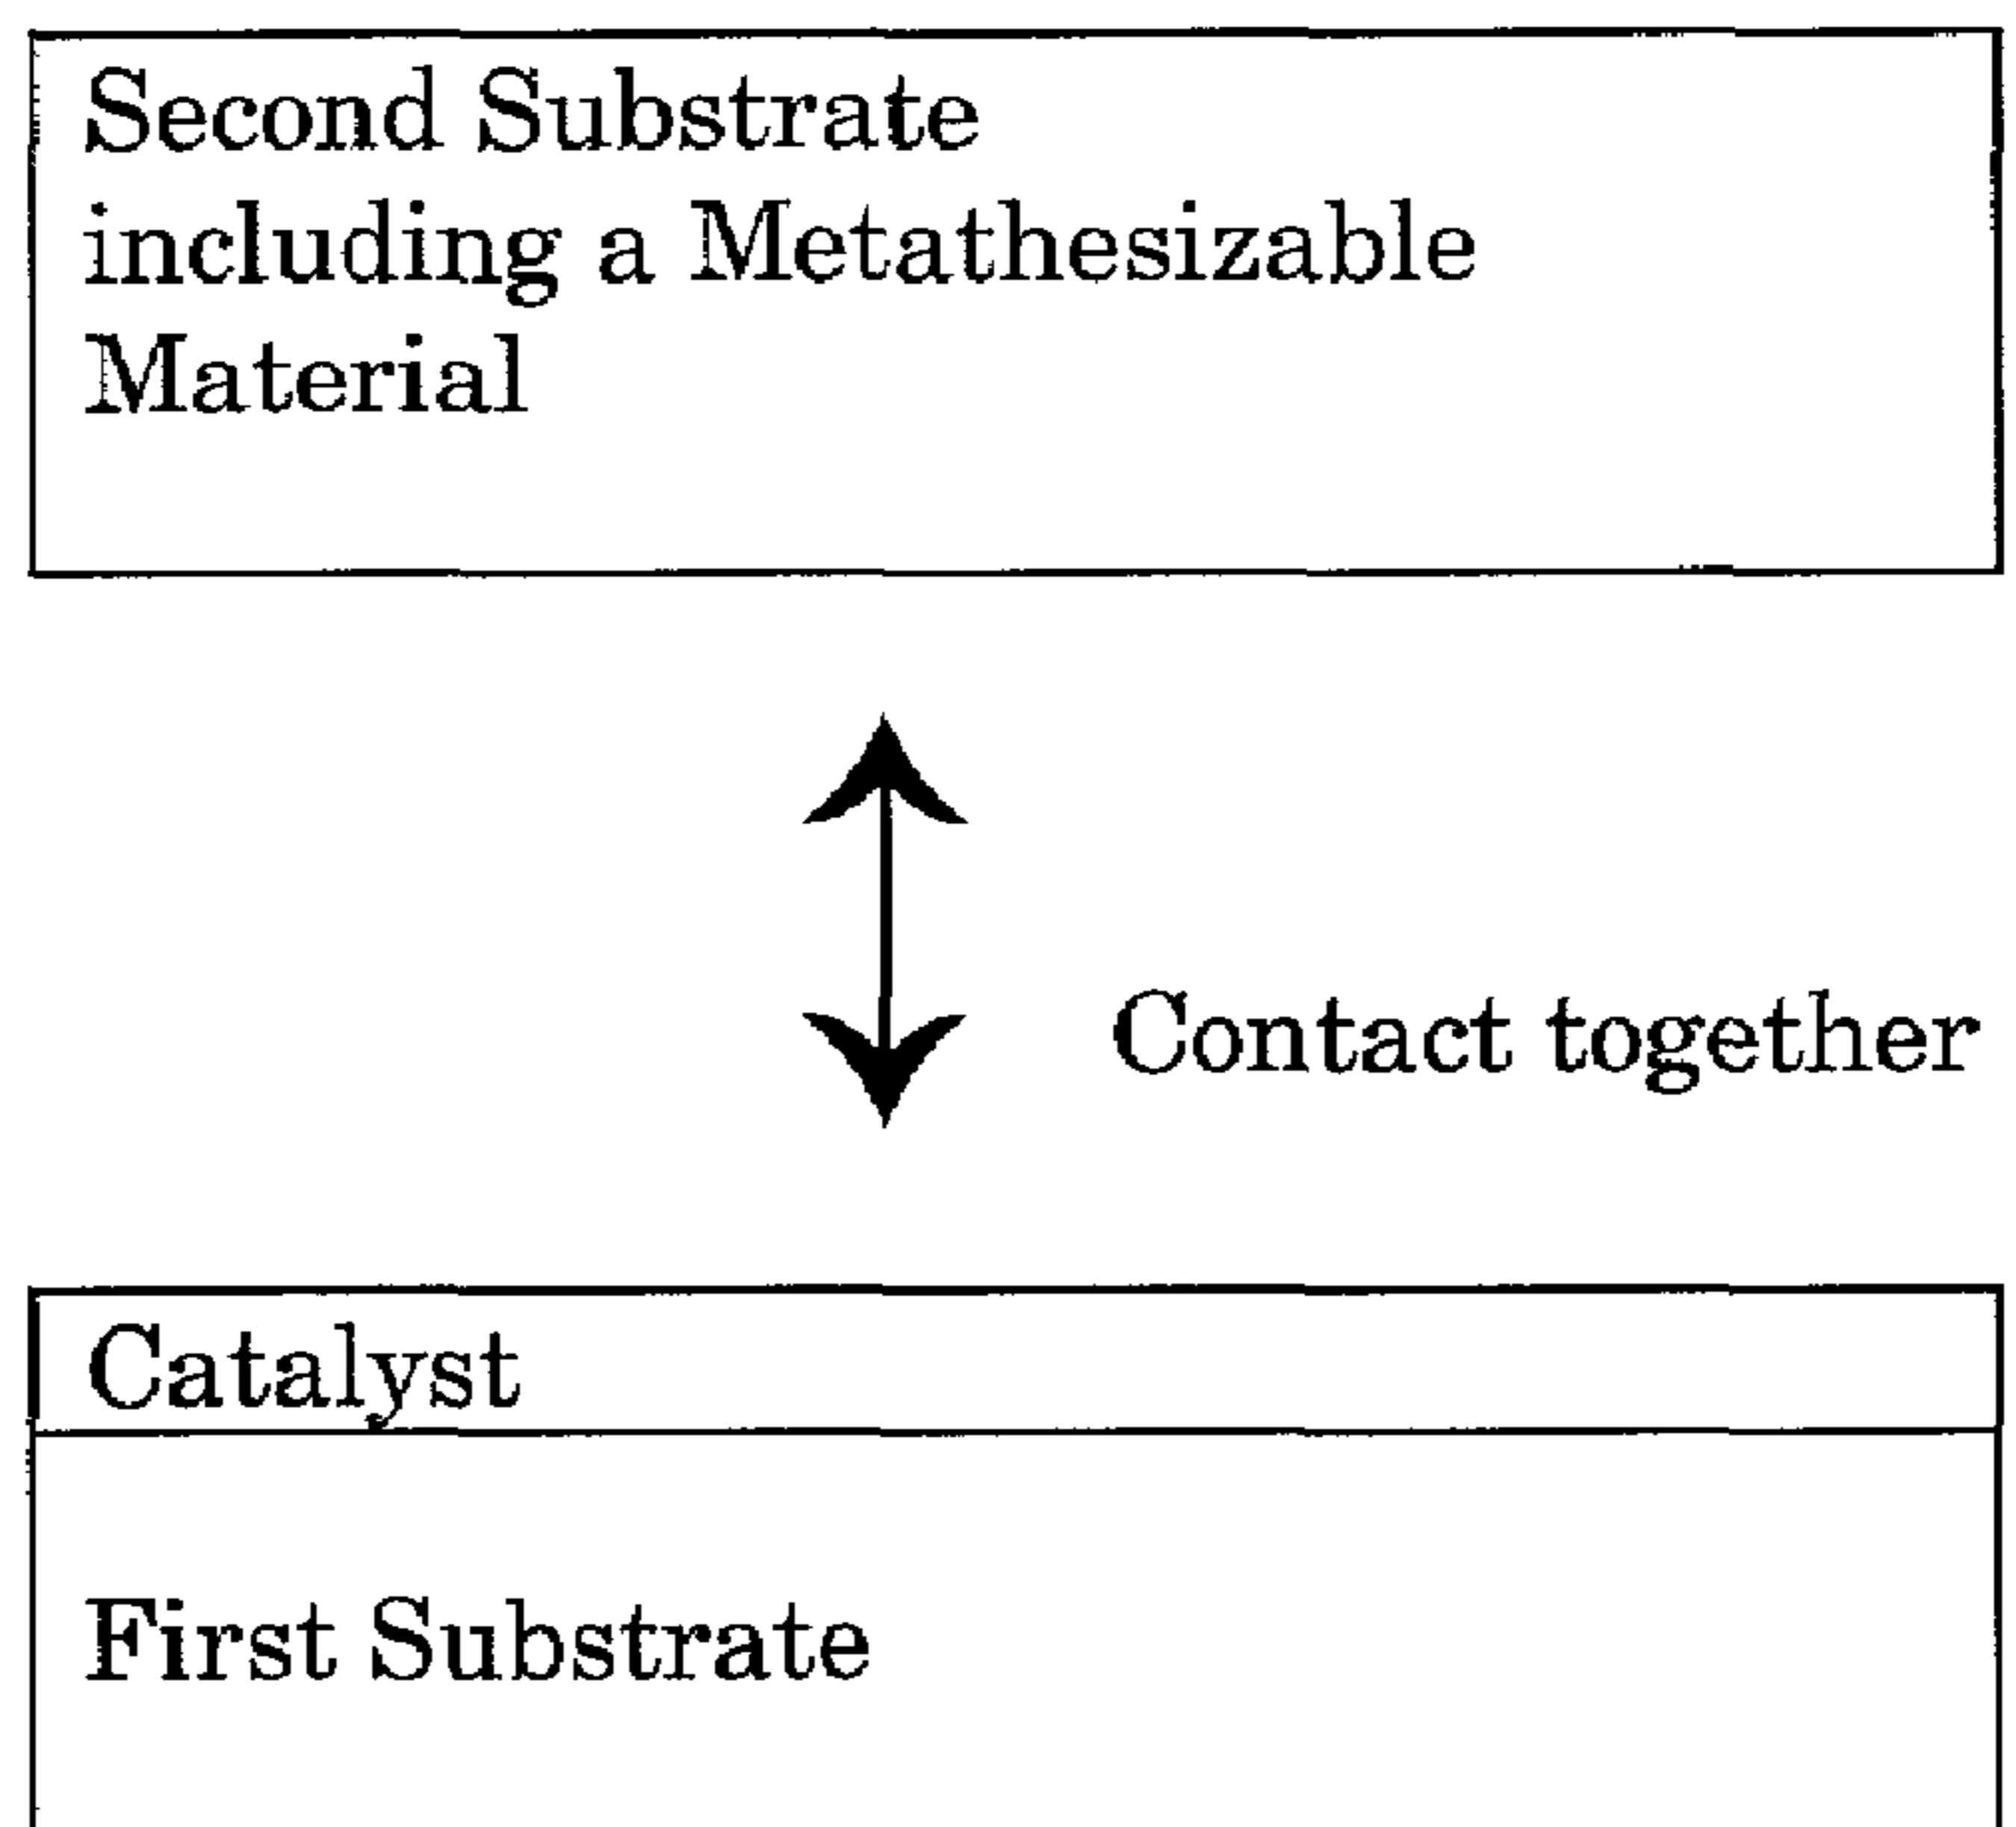 Second Substrate
including a Metathesizable
Material
Contact together
Catalyst
First Substrate